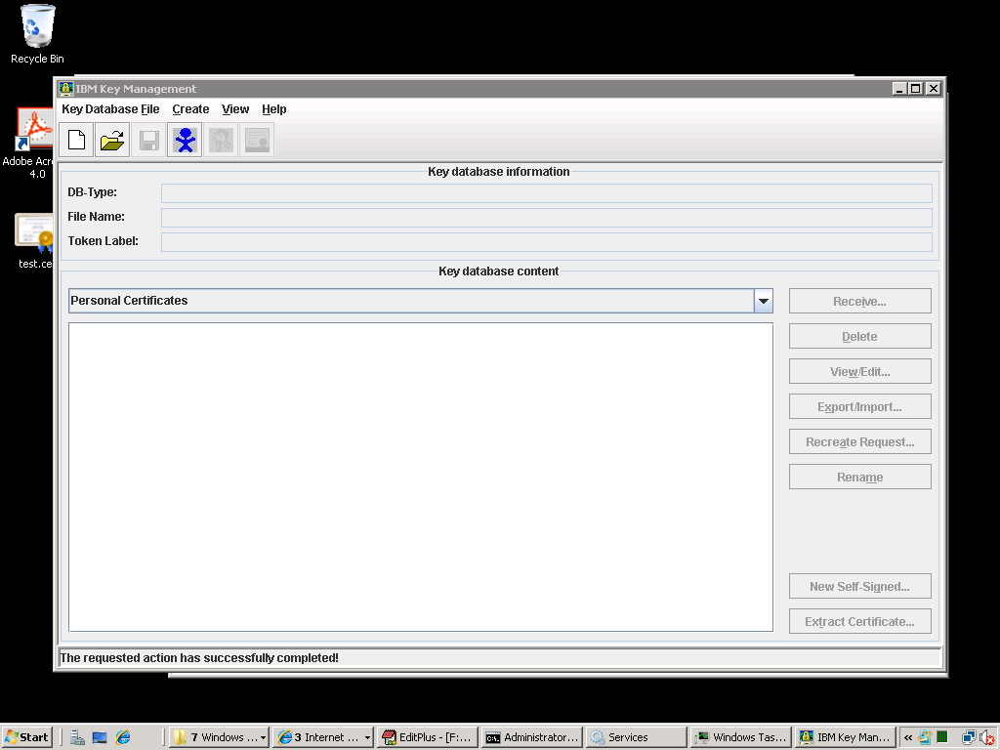 Recycle Bin
Adobe Acro
4.0
test.ce
IBM Key Management
Key Database File Create View Help
Key database information
DB-Type:
File Name:
Token Label:
Key database content
Personal Certificates
Receive...
Delete
View/Edit...
Export/Import...
Recreate Request...
Rename
New Self-Signed...
Extract Certificate...
The requested action has successfully completed!
Start
7 Windows ...
3 Internet ...
EditPlus - [F:...
Administrator...
Services
Windows Tas...
IBM Key Man...
«